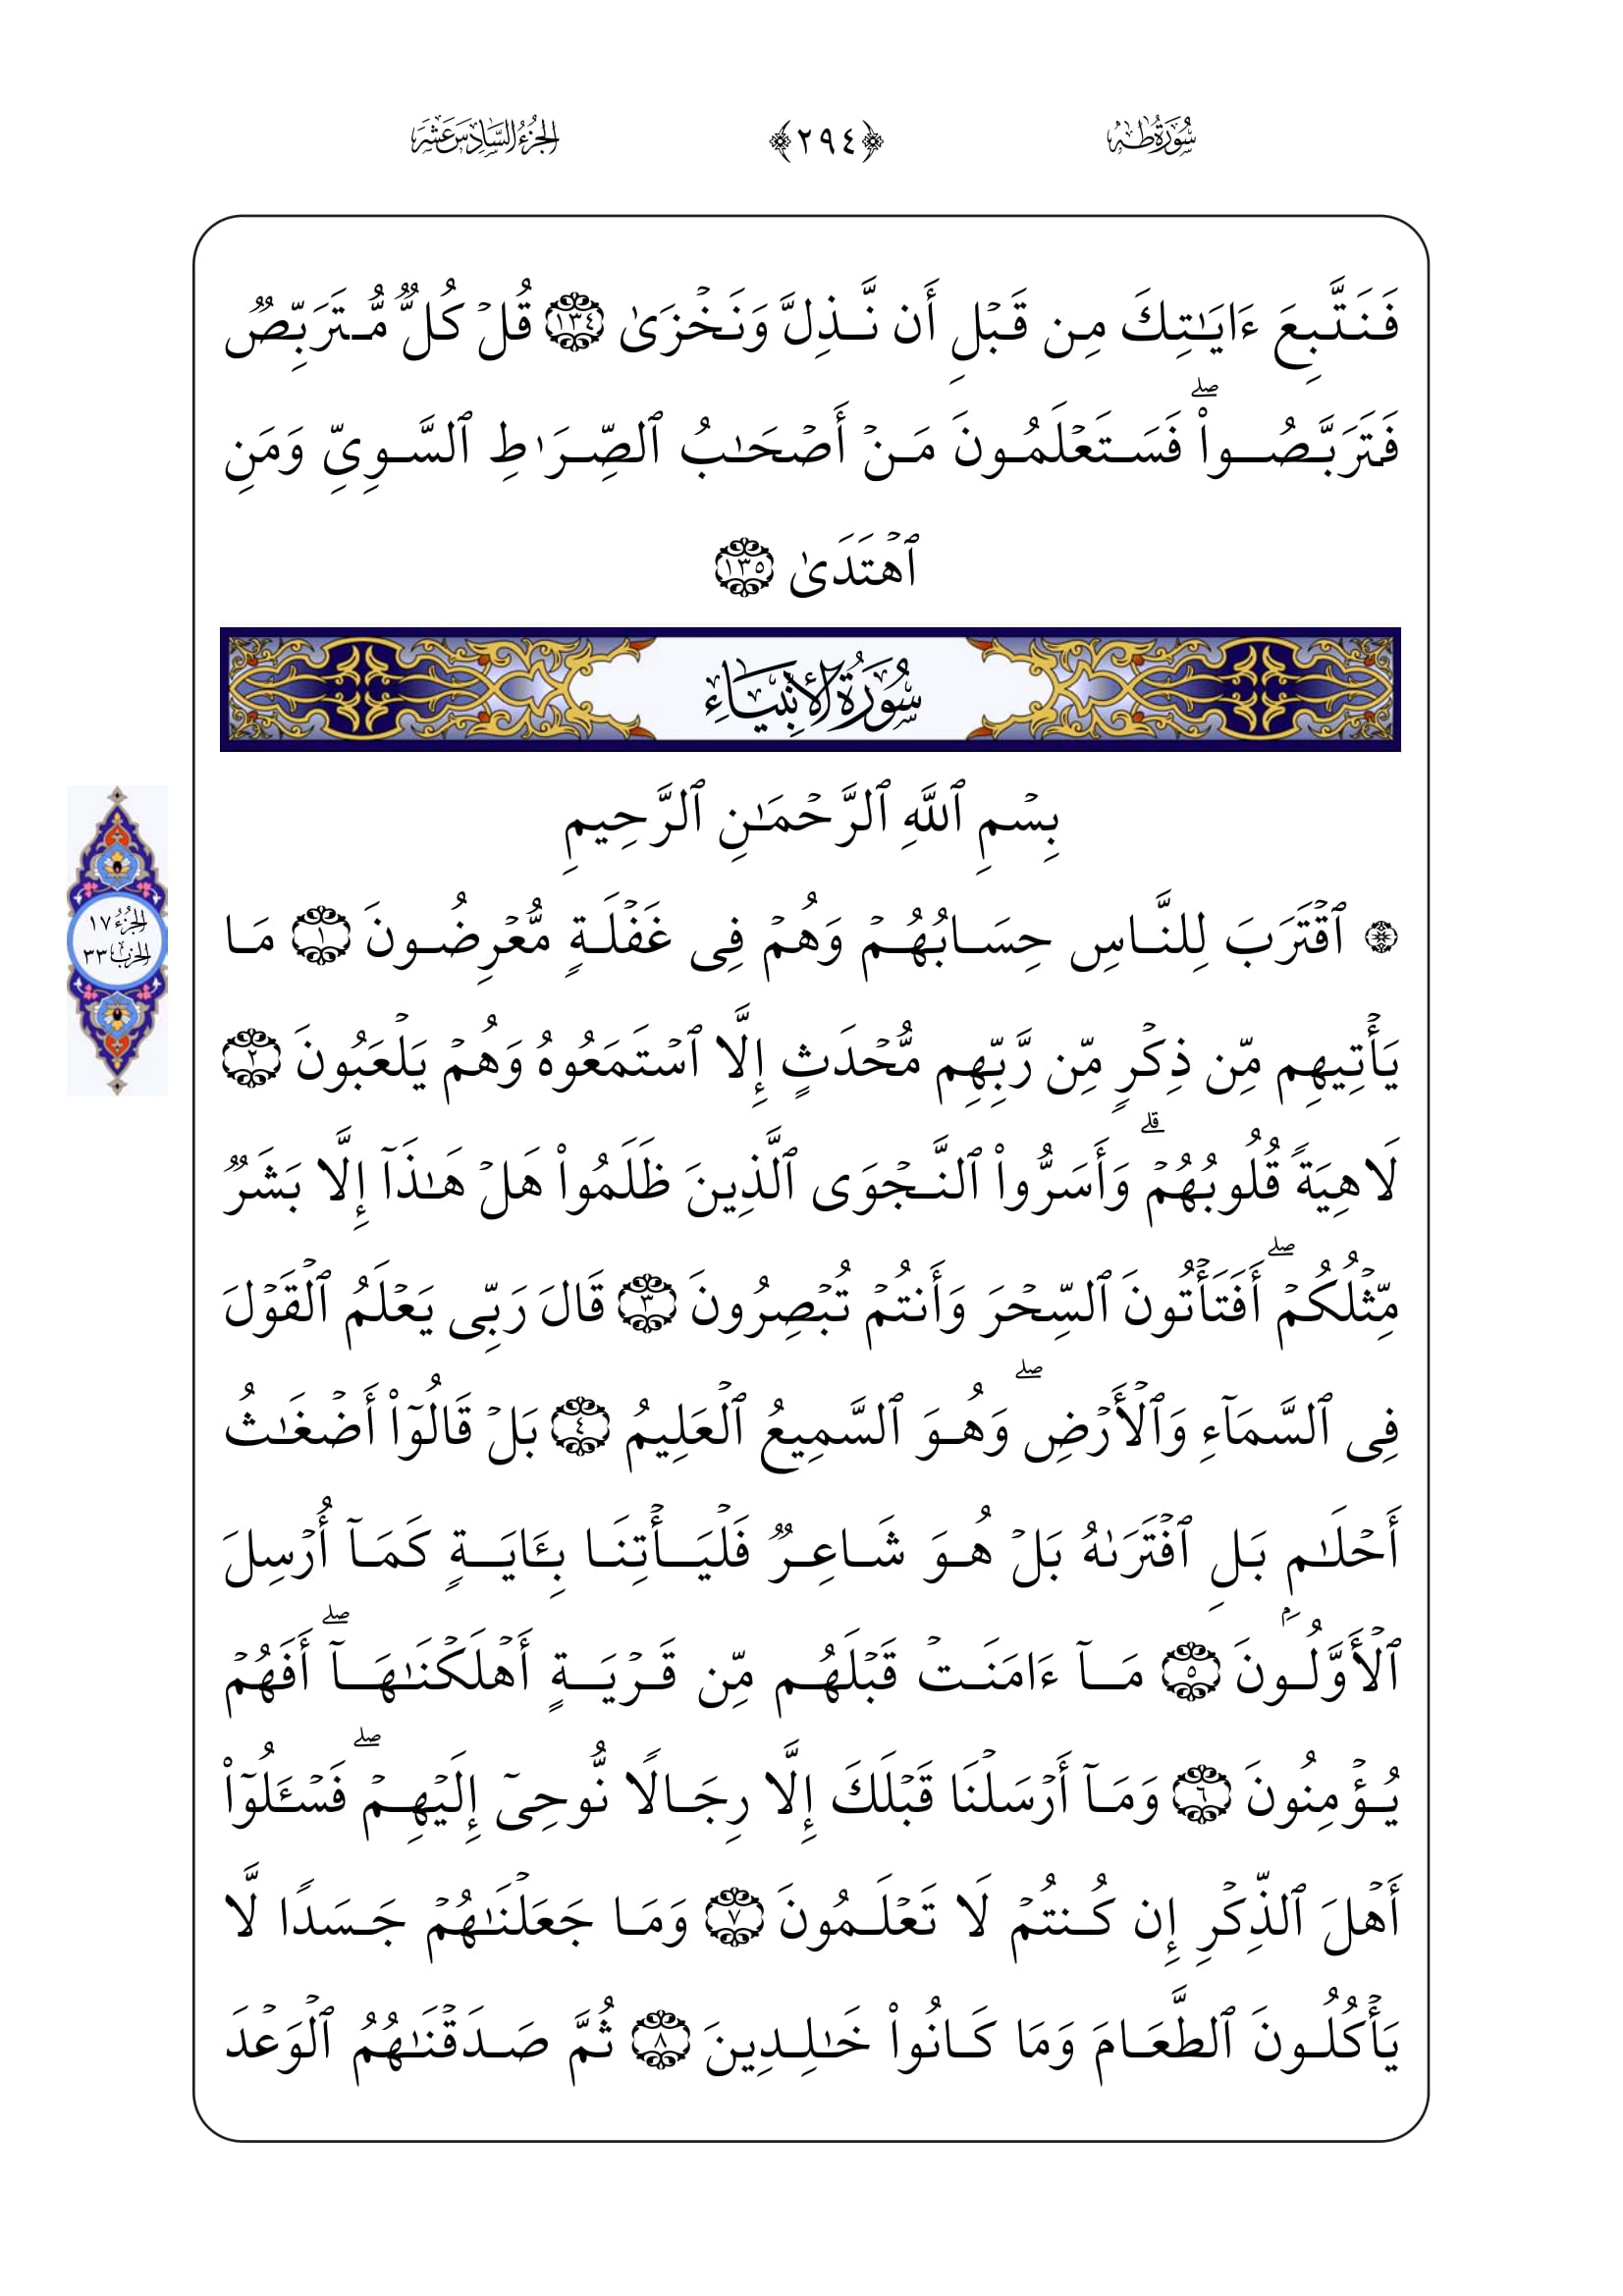 سُورَةُ طه ﴿٢٩٤﴾ الجُزْءُ السَّادِسَ عَشَرَ
فَنَتَّبِعَ ءَايَٰتِكَ مِن قَبۡلِ أَن نَّذِلَّ وَنَخۡزَىٰ ١٣٤ قُلۡ كُلّٞ مُّتَرَبِّصٞ
فَتَرَبَّصُواْۖ فَسَتَعۡلَمُونَ مَنۡ أَصۡحَٰبُ ٱلصِّرَٰطِ ٱلسَّوِيِّ وَمَنِ
ٱهۡتَدَىٰ ١٣٥
سُورَةُ الأَنبِيَاءِ
بِسۡمِ ٱللَّهِ ٱلرَّحۡمَٰنِ ٱلرَّحِيمِ
۞ ٱقۡتَرَبَ لِلنَّاسِ حِسَابُهُمۡ وَهُمۡ فِي غَفۡلَةٖ مُّعۡرِضُونَ ١ مَا
الجُزْءُ ١٧
الحِزْبُ ٣٣
يَأۡتِيهِم مِّن ذِكۡرٖ مِّن رَّبِّهِم مُّحۡدَثٍ إِلَّا ٱسۡتَمَعُوهُ وَهُمۡ يَلۡعَبُونَ ٢
لَاهِيَةٗ قُلُوبُهُمۡۗ وَأَسَرُّواْ ٱلنَّجۡوَى ٱلَّذِينَ ظَلَمُواْ هَلۡ هَٰذَآ إِلَّا بَشَرٞ
مِّثۡلُكُمۡۖ أَفَتَأۡتُونَ ٱلسِّحۡرَ وَأَنتُمۡ تُبۡصِرُونَ ٣ قَالَ رَبِّي يَعۡلَمُ ٱلۡقَوۡلَ
فِي ٱلسَّمَآءِ وَٱلۡأَرۡضِۖ وَهُوَ ٱلسَّمِيعُ ٱلۡعَلِيمُ ٤ بَلۡ قَالُوٓاْ أَضۡغَٰثُ
أَحۡلَٰمِۭ بَلِ ٱفۡتَرَىٰهُ بَلۡ هُوَ شَاعِرٞ فَلۡيَأۡتِنَا بِـَٔايَةٖ كَمَآ أُرۡسِلَ
ٱلۡأَوَّلُونَ ٥ مَآ ءَامَنَتۡ قَبۡلَهُم مِّن قَرۡيَةٍ أَهۡلَكۡنَٰهَآۖ أَفَهُمۡ
يُؤۡمِنُونَ ٦ وَمَآ أَرۡسَلۡنَا قَبۡلَكَ إِلَّا رِجَالٗا نُّوحِيٓ إِلَيۡهِمۡۖ فَسۡـَٔلُوٓاْ
أَهۡلَ ٱلذِّكۡرِ إِن كُنتُمۡ لَا تَعۡلَمُونَ ٧ وَمَا جَعَلۡنَٰهُمۡ جَسَدٗا لَّا
يَأۡكُلُونَ ٱلطَّعَامَ وَمَا كَانُواْ خَٰلِدِينَ ٨ ثُمَّ صَدَقۡنَٰهُمُ ٱلۡوَعۡدَ